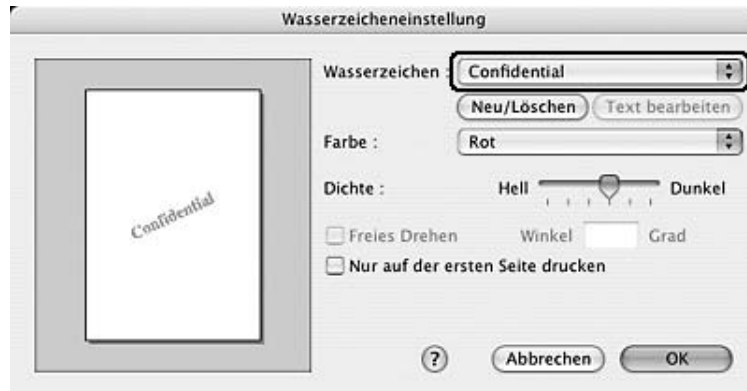 Wasserzeicheneinstellung
Wasserzeichen : Confidential
Neu/Löschen Text bearbeiten
Farbe : Rot
Dichte : Hell Dunkel
Confidential
Freies Drehen Winkel Grad
Nur auf der ersten Seite drucken
? Abbrechen OK